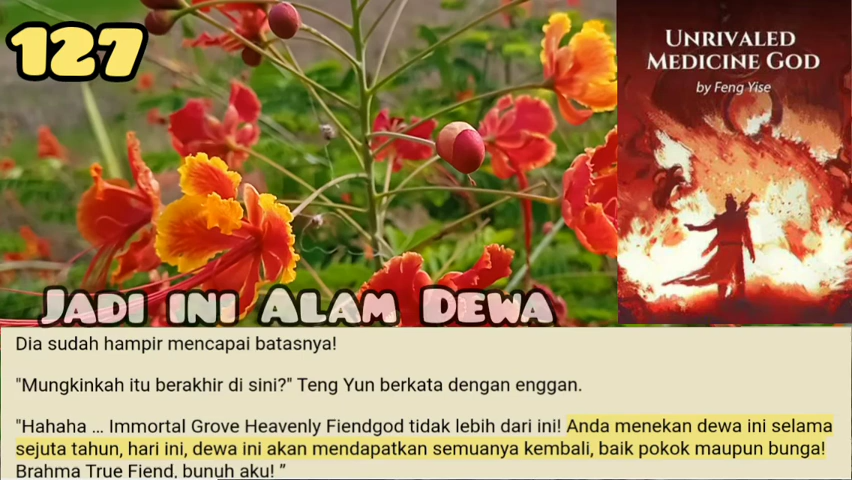 127
UNRIVALED
MEDICINE GOD
by Feng Yise
JADI INI ALAM DEWA
Dia sudah hampir mencapai batasnya!
"Mungkinkah itu berakhir di sini?" Teng Yun berkata dengan enggan.
"Hahaha ... Immortal Grove Heavenly Fiendgod tidak lebih dari ini! Anda menekan dewa ini selama
sejuta tahun, hari ini, dewa ini akan mendapatkan semuanya kembali, baik pokok maupun bunga!
Brahma True Fiend, bunuh aku! ”